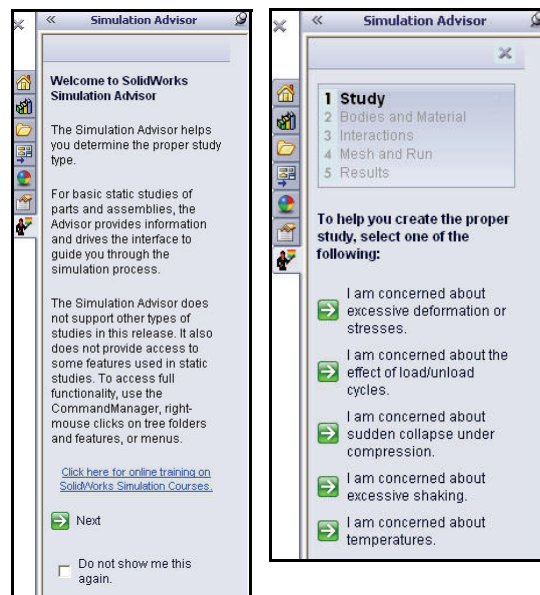 Simulation Advisor
Welcome to SolidWorks
Simulation Advisor
The Simulation Advisor helps
you determine the proper study
type.
For basic static studies of
parts and assemblies, the
Advisor provides information
and drives the interface to
guide you through the
simulation process.
The Simulation Advisor does
not support other types of
studies in this release. It also
does not provide access to
some features used in static
studies. To access full
functionality, use the
CommandManager, right-
mouse clicks on tree folders
and features, or menus.
Click here for online training on
SolidWorks Simulation Courses.
Next
Do not show me this
again.
Simulation Advisor
1 Study
2 Bodies and Material
3 Interactions
4 Mesh and Run
5 Results
To help you create the proper
study, select one of the
following:
I am concerned about
excessive deformation or
stresses.
I am concerned about the
effect of load/unload
cycles.
I am concerned about
sudden collapse under
compression.
I am concerned about
excessive shaking.
I am concerned about
temperatures.